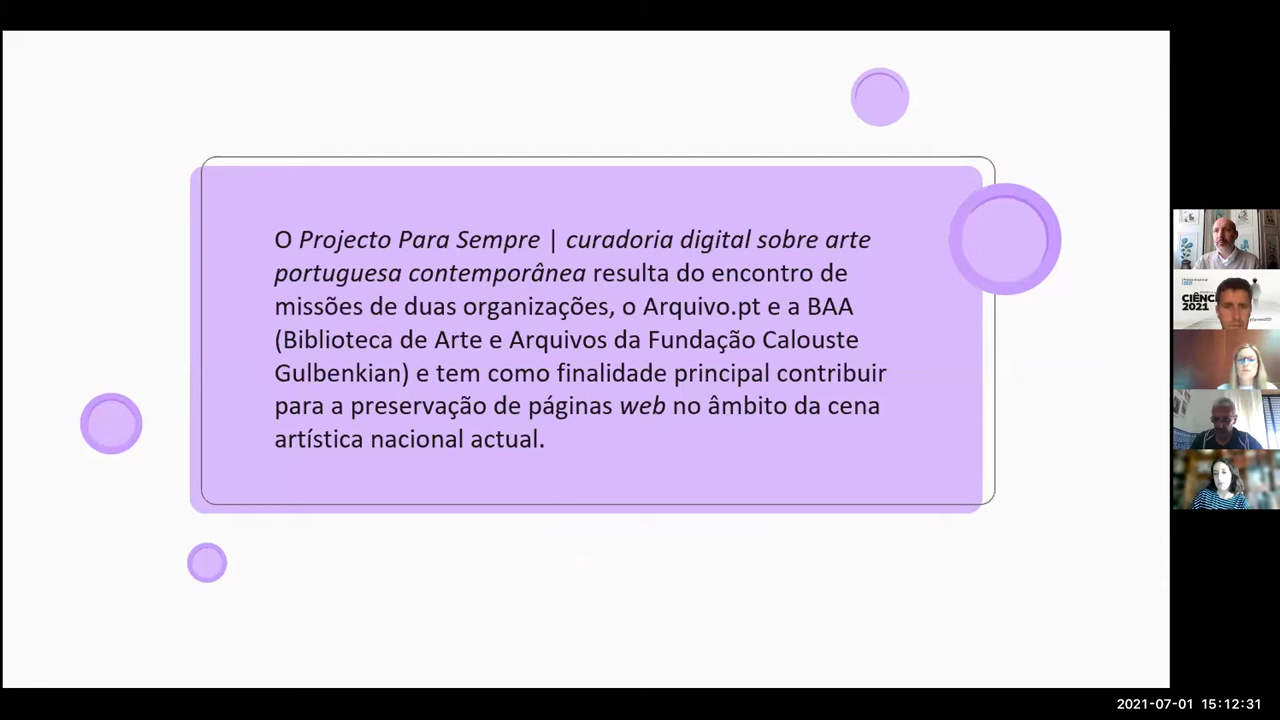 O Projecto Para Sempre | curadoria digital sobre arte
portuguesa contemporânea resulta do encontro de
missões de duas organizações, o Arquivo.pt e a BAA
(Biblioteca de Arte e Arquivos da Fundação Calouste
Gulbenkian) e tem como finalidade principal contribuir
para a preservação de páginas web no âmbito da cena
artística nacional actual.
CIÊNC
2021
2021-07-01 15:12:31